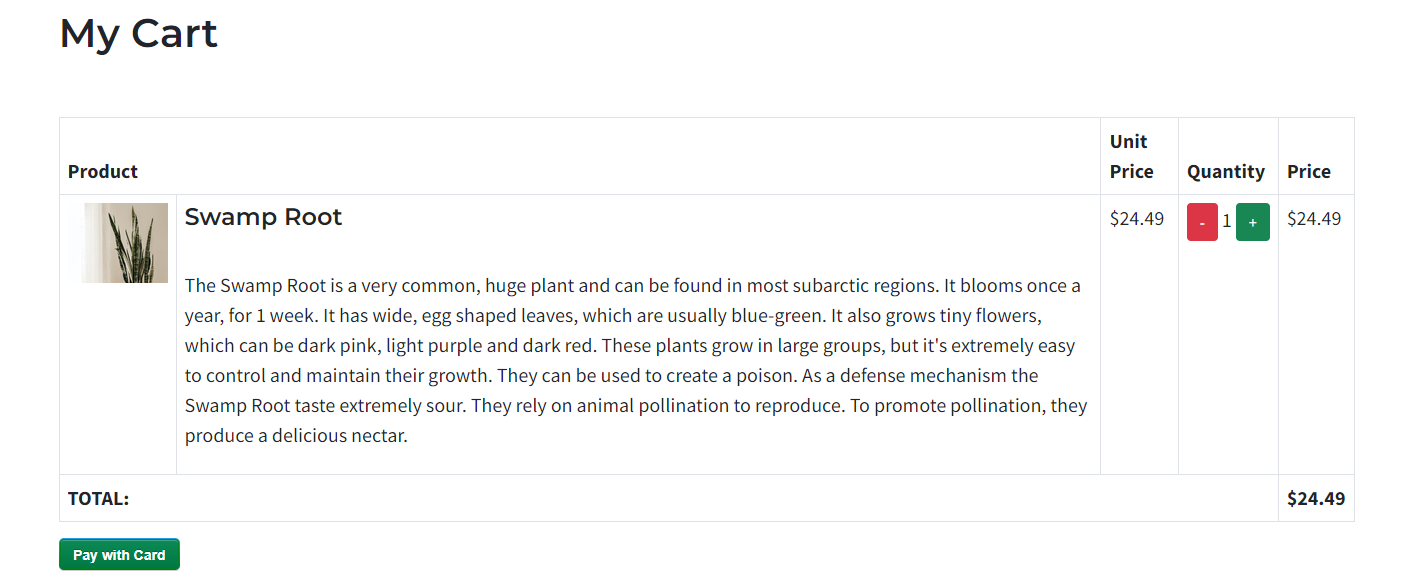 My Cart
Product
Unit
Price
Quantity
Price
Swamp Root
$24.49
- 1 +
$24.49
The Swamp Root is a very common, huge plant and can be found in most subarctic regions. It blooms once a
year, for 1 week. It has wide, egg shaped leaves, which are usually blue-green. It also grows tiny flowers,
which can be dark pink, light purple and dark red. These plants grow in large groups, but it's extremely easy
to control and maintain their growth. They can be used to create a poison. As a defense mechanism the
Swamp Root taste extremely sour. They rely on animal pollination to reproduce. To promote pollination, they
produce a delicious nectar.
TOTAL:
$24.49
Pay with Card